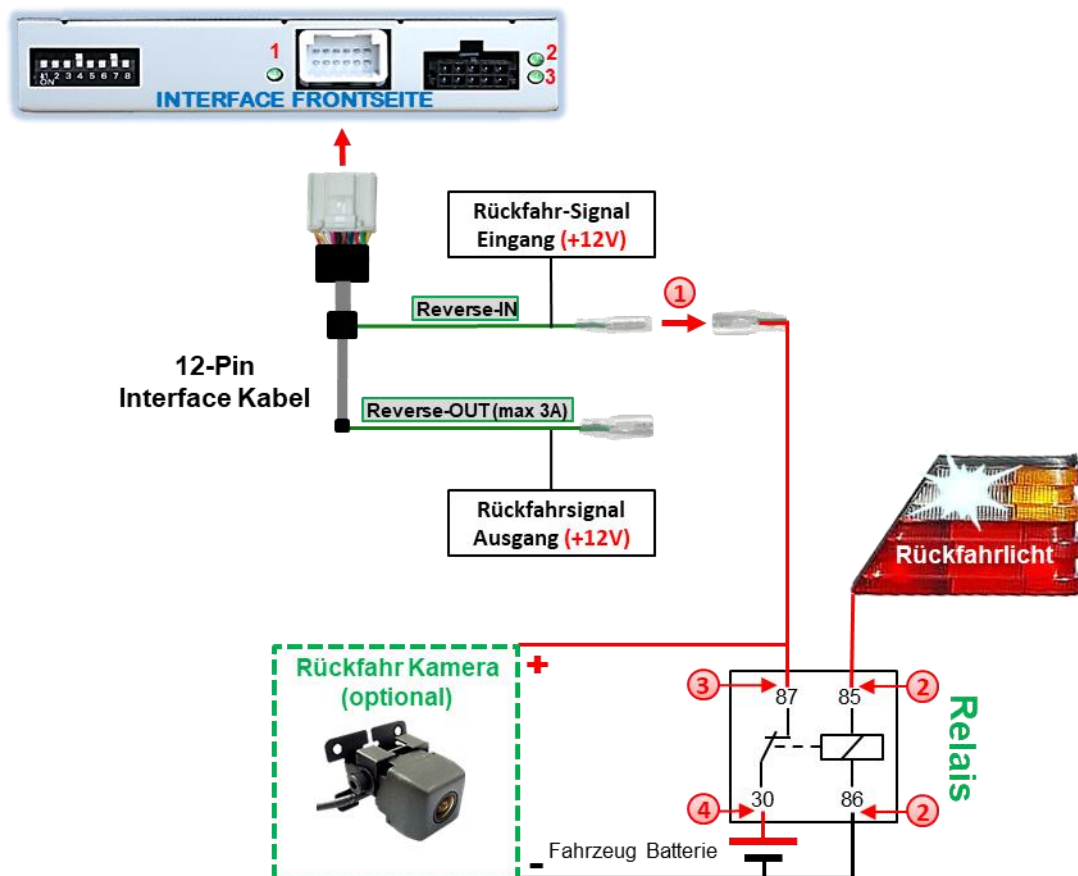 1
2
3
ON
1 2 3 4 5 6 7 8
INTERFACE FRONTSEITE
Rückfahr-Signal
Eingang (+12V)
Reverse-IN
1
12-Pin
Interface Kabel
Reverse-OUT (max 3A)
Rückfahrsignal
Ausgang (+12V)
Rückfahrlicht
Rückfahr Kamera
(optional)
+
3
87
85
2
Relais
4
30
86
2
- Fahrzeug Batterie